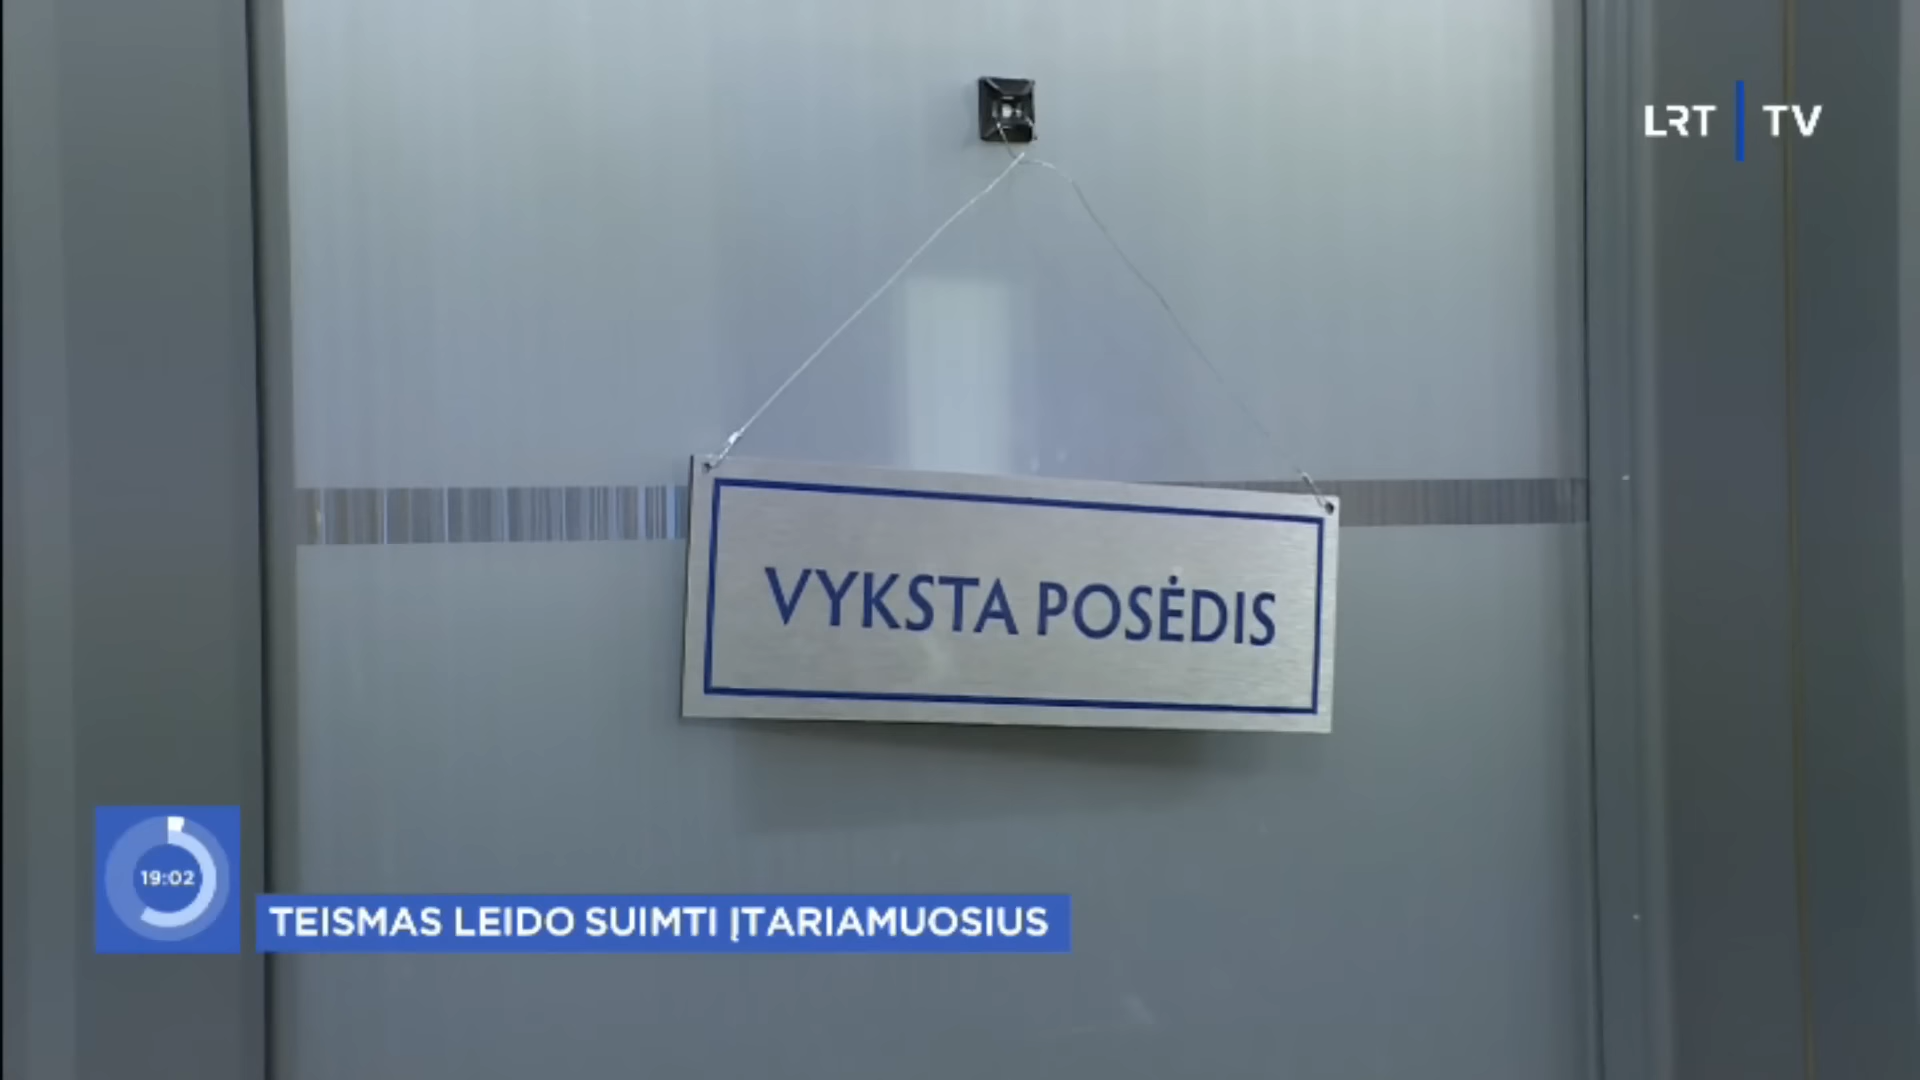 LRT | TV
VYKSTA POSĖDIS
19:02
TEISMAS LEIDO SUIMTI ĮTARIAMUOSIUS